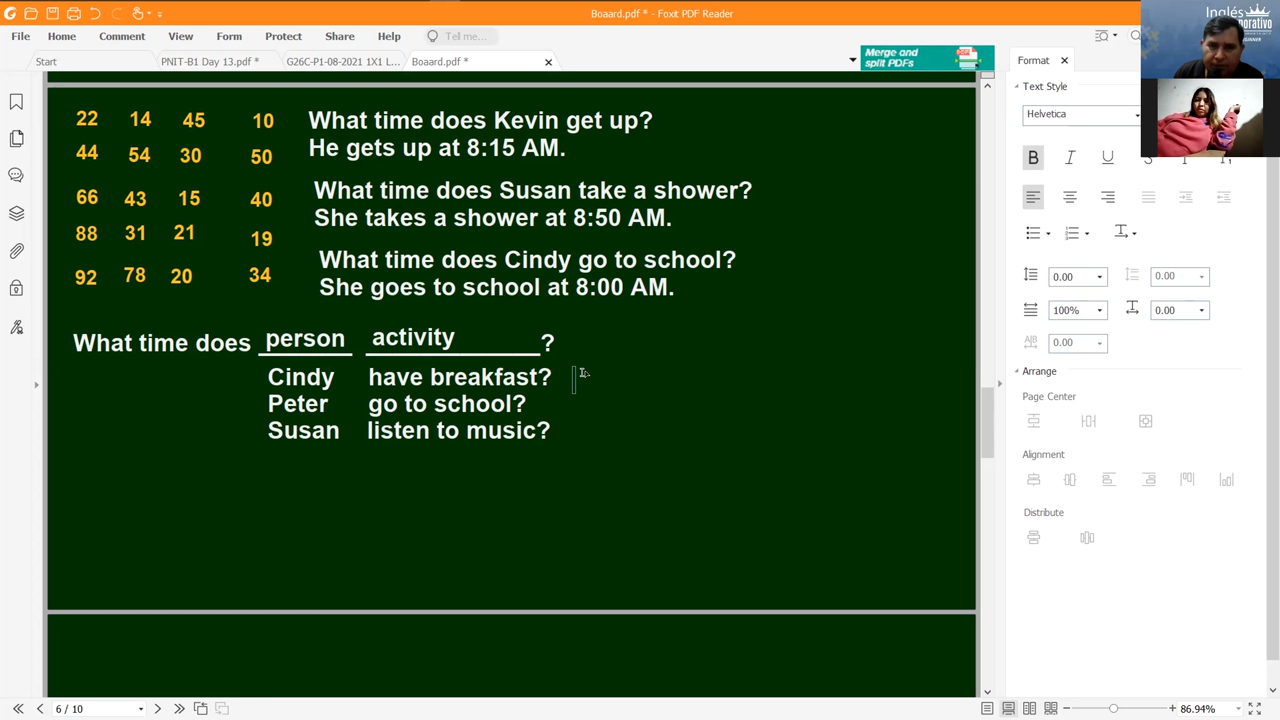 Boaard.pdf * - Foxit PDF Reader
File Home Comment View Form Protect Share Help Tell me...
Inglés
orporativo
Start PNIT-B1 Day 13.pdf * G26C-P1-08-2021 1X1 L... Boaard.pdf *
Merge and
split PDFs
PDF
Format
Text Style
Helvetica
22 14 45 10
44 54 30 50
66 43 15 40
88 31 21 19
92 78 20 34
What time does Kevin get up?
He gets up at 8:15 AM.
What time does Susan take a shower?
She takes a shower at 8:50 AM.
What time does Cindy go to school?
She goes to school at 8:00 AM.
What time does person activity ?
Cindy have breakfast?
Peter go to school?
Susan listen to music?
B I U
0.00 0.00
100% 0.00
0.00
Arrange
Page Center
Alignment
Distribute
6 / 10
86.94%